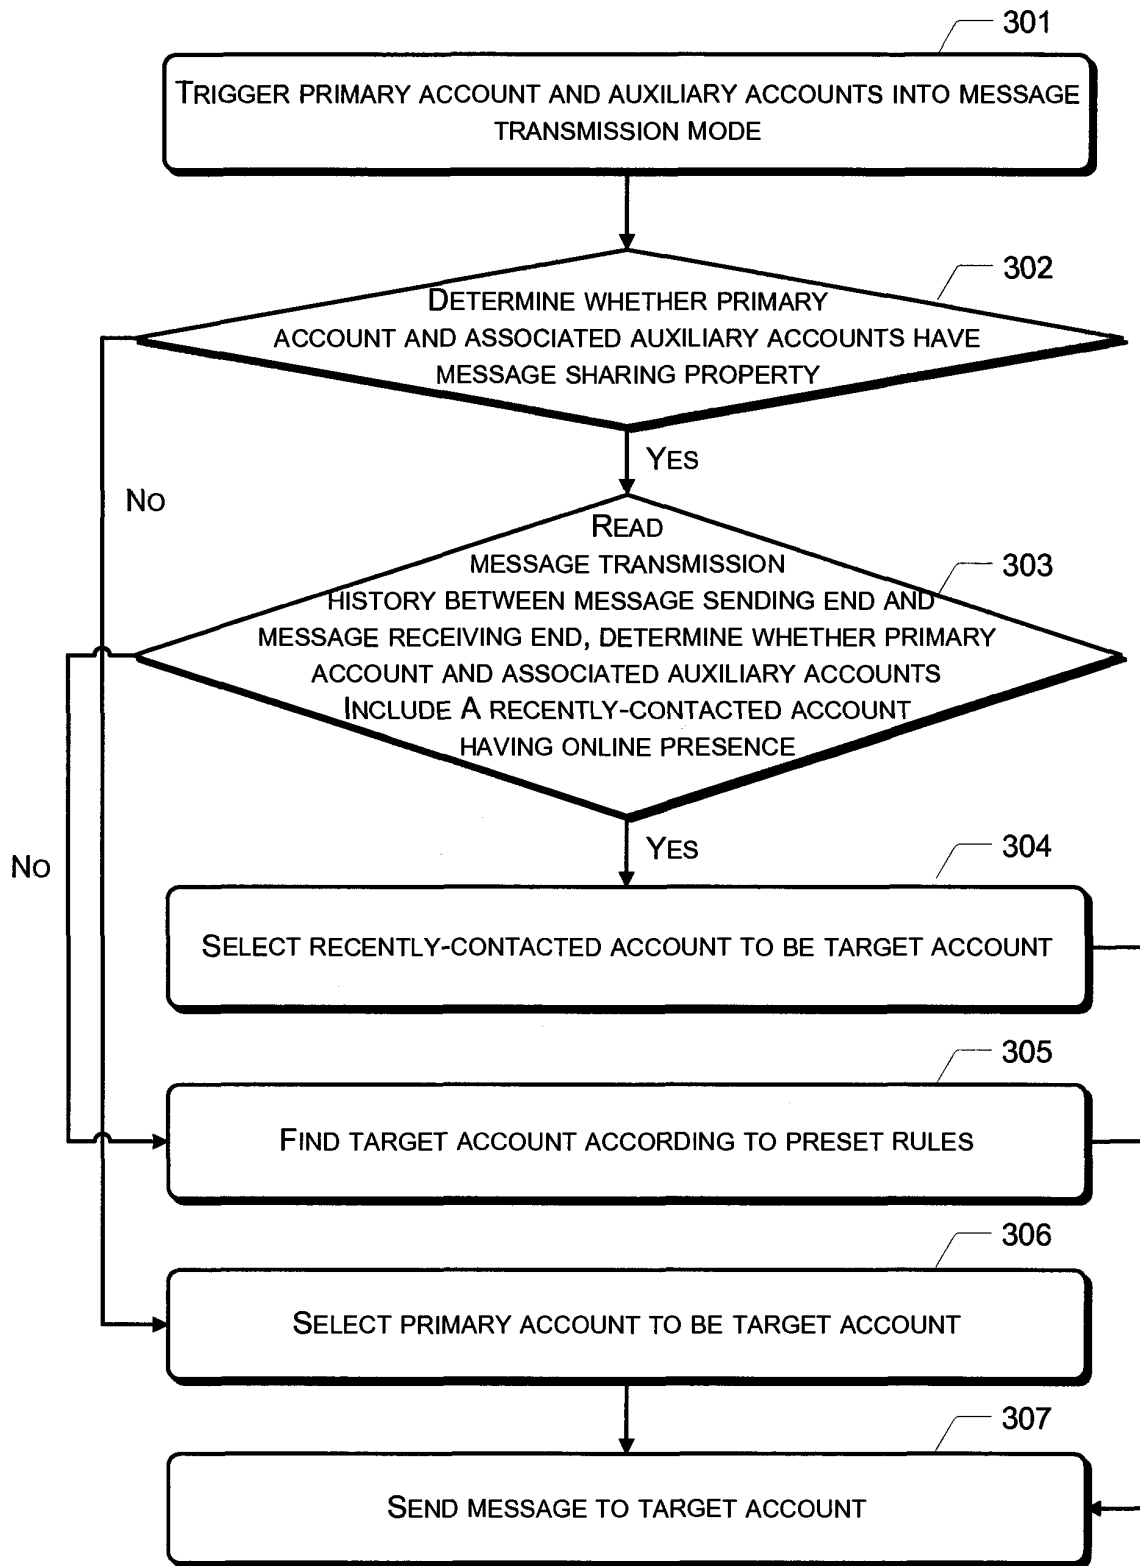 301
TRIGGER PRIMARY ACCOUNT AND AUXILIARY ACCOUNTS INTO MESSAGE
TRANSMISSION MODE
302
DETERMINE WHETHER PRIMARY
ACCOUNT AND ASSOCIATED AUXILIARY ACCOUNTS HAVE
MESSAGE SHARING PROPERTY
YES
NO
READ
MESSAGE TRANSMISSION
303
HISTORY BETWEEN MESSAGE SENDING END AND
MESSAGE RECEIVING END, DETERMINE WHETHER PRIMARY
ACCOUNT AND ASSOCIATED AUXILIARY ACCOUNTS
INCLUDE A RECENTLY-CONTACTED ACCOUNT
HAVING ONLINE PRESENCE
YES
NO
304
SELECT RECENTLY-CONTACTED ACCOUNT TO BE TARGET ACCOUNT
305
FIND TARGET ACCOUNT ACCORDING TO PRESET RULES
306
SELECT PRIMARY ACCOUNT TO BE TARGET ACCOUNT
307
SEND MESSAGE TO TARGET ACCOUNT